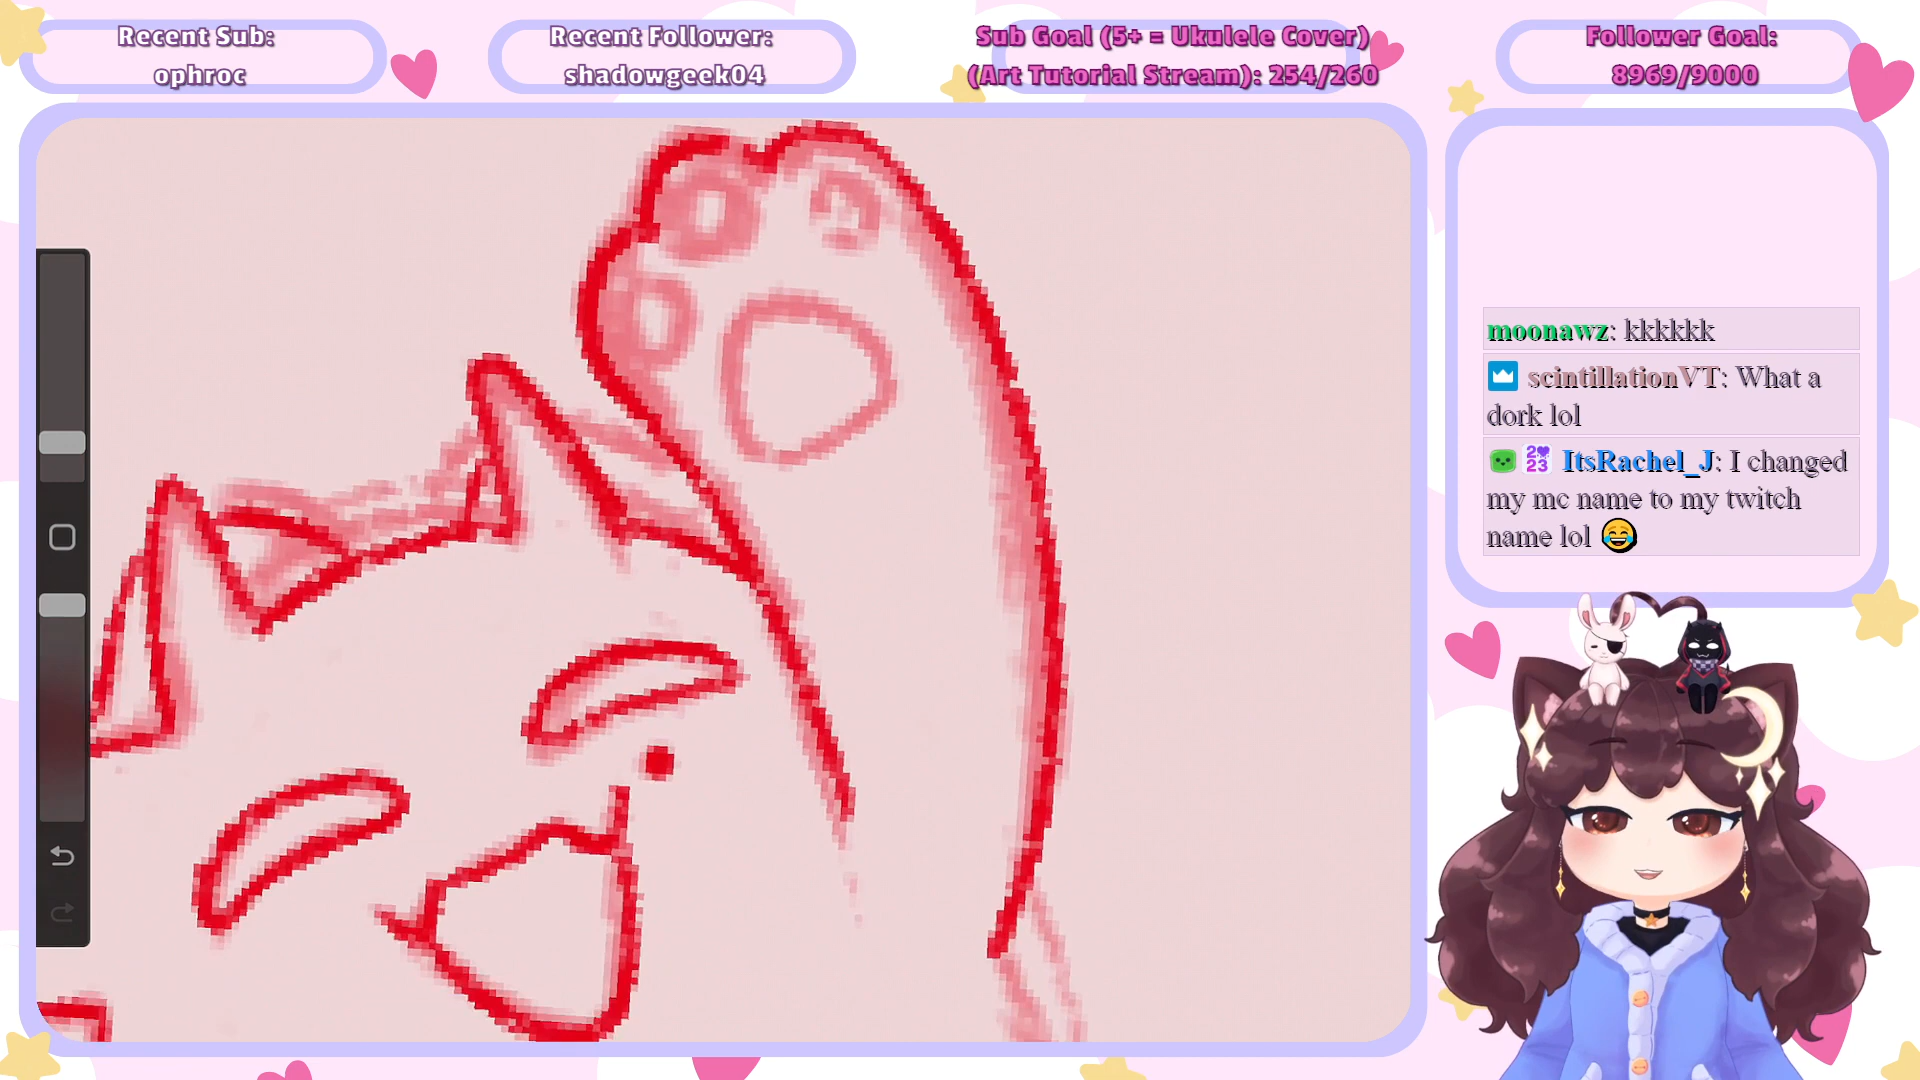 Recent Sub:
ophroc
Recent Follower:
shadowgeek04
Sub Goal (5+ = Ukulele Cover)
(Art Tutorial Stream): 254/260
Follower Goal:
8969/9000
moonawz: kkkkkk
scintillationVT: What a
dork lol
2023 ItsRachel_J: I changed
my mc name to my twitch
name lol 😂